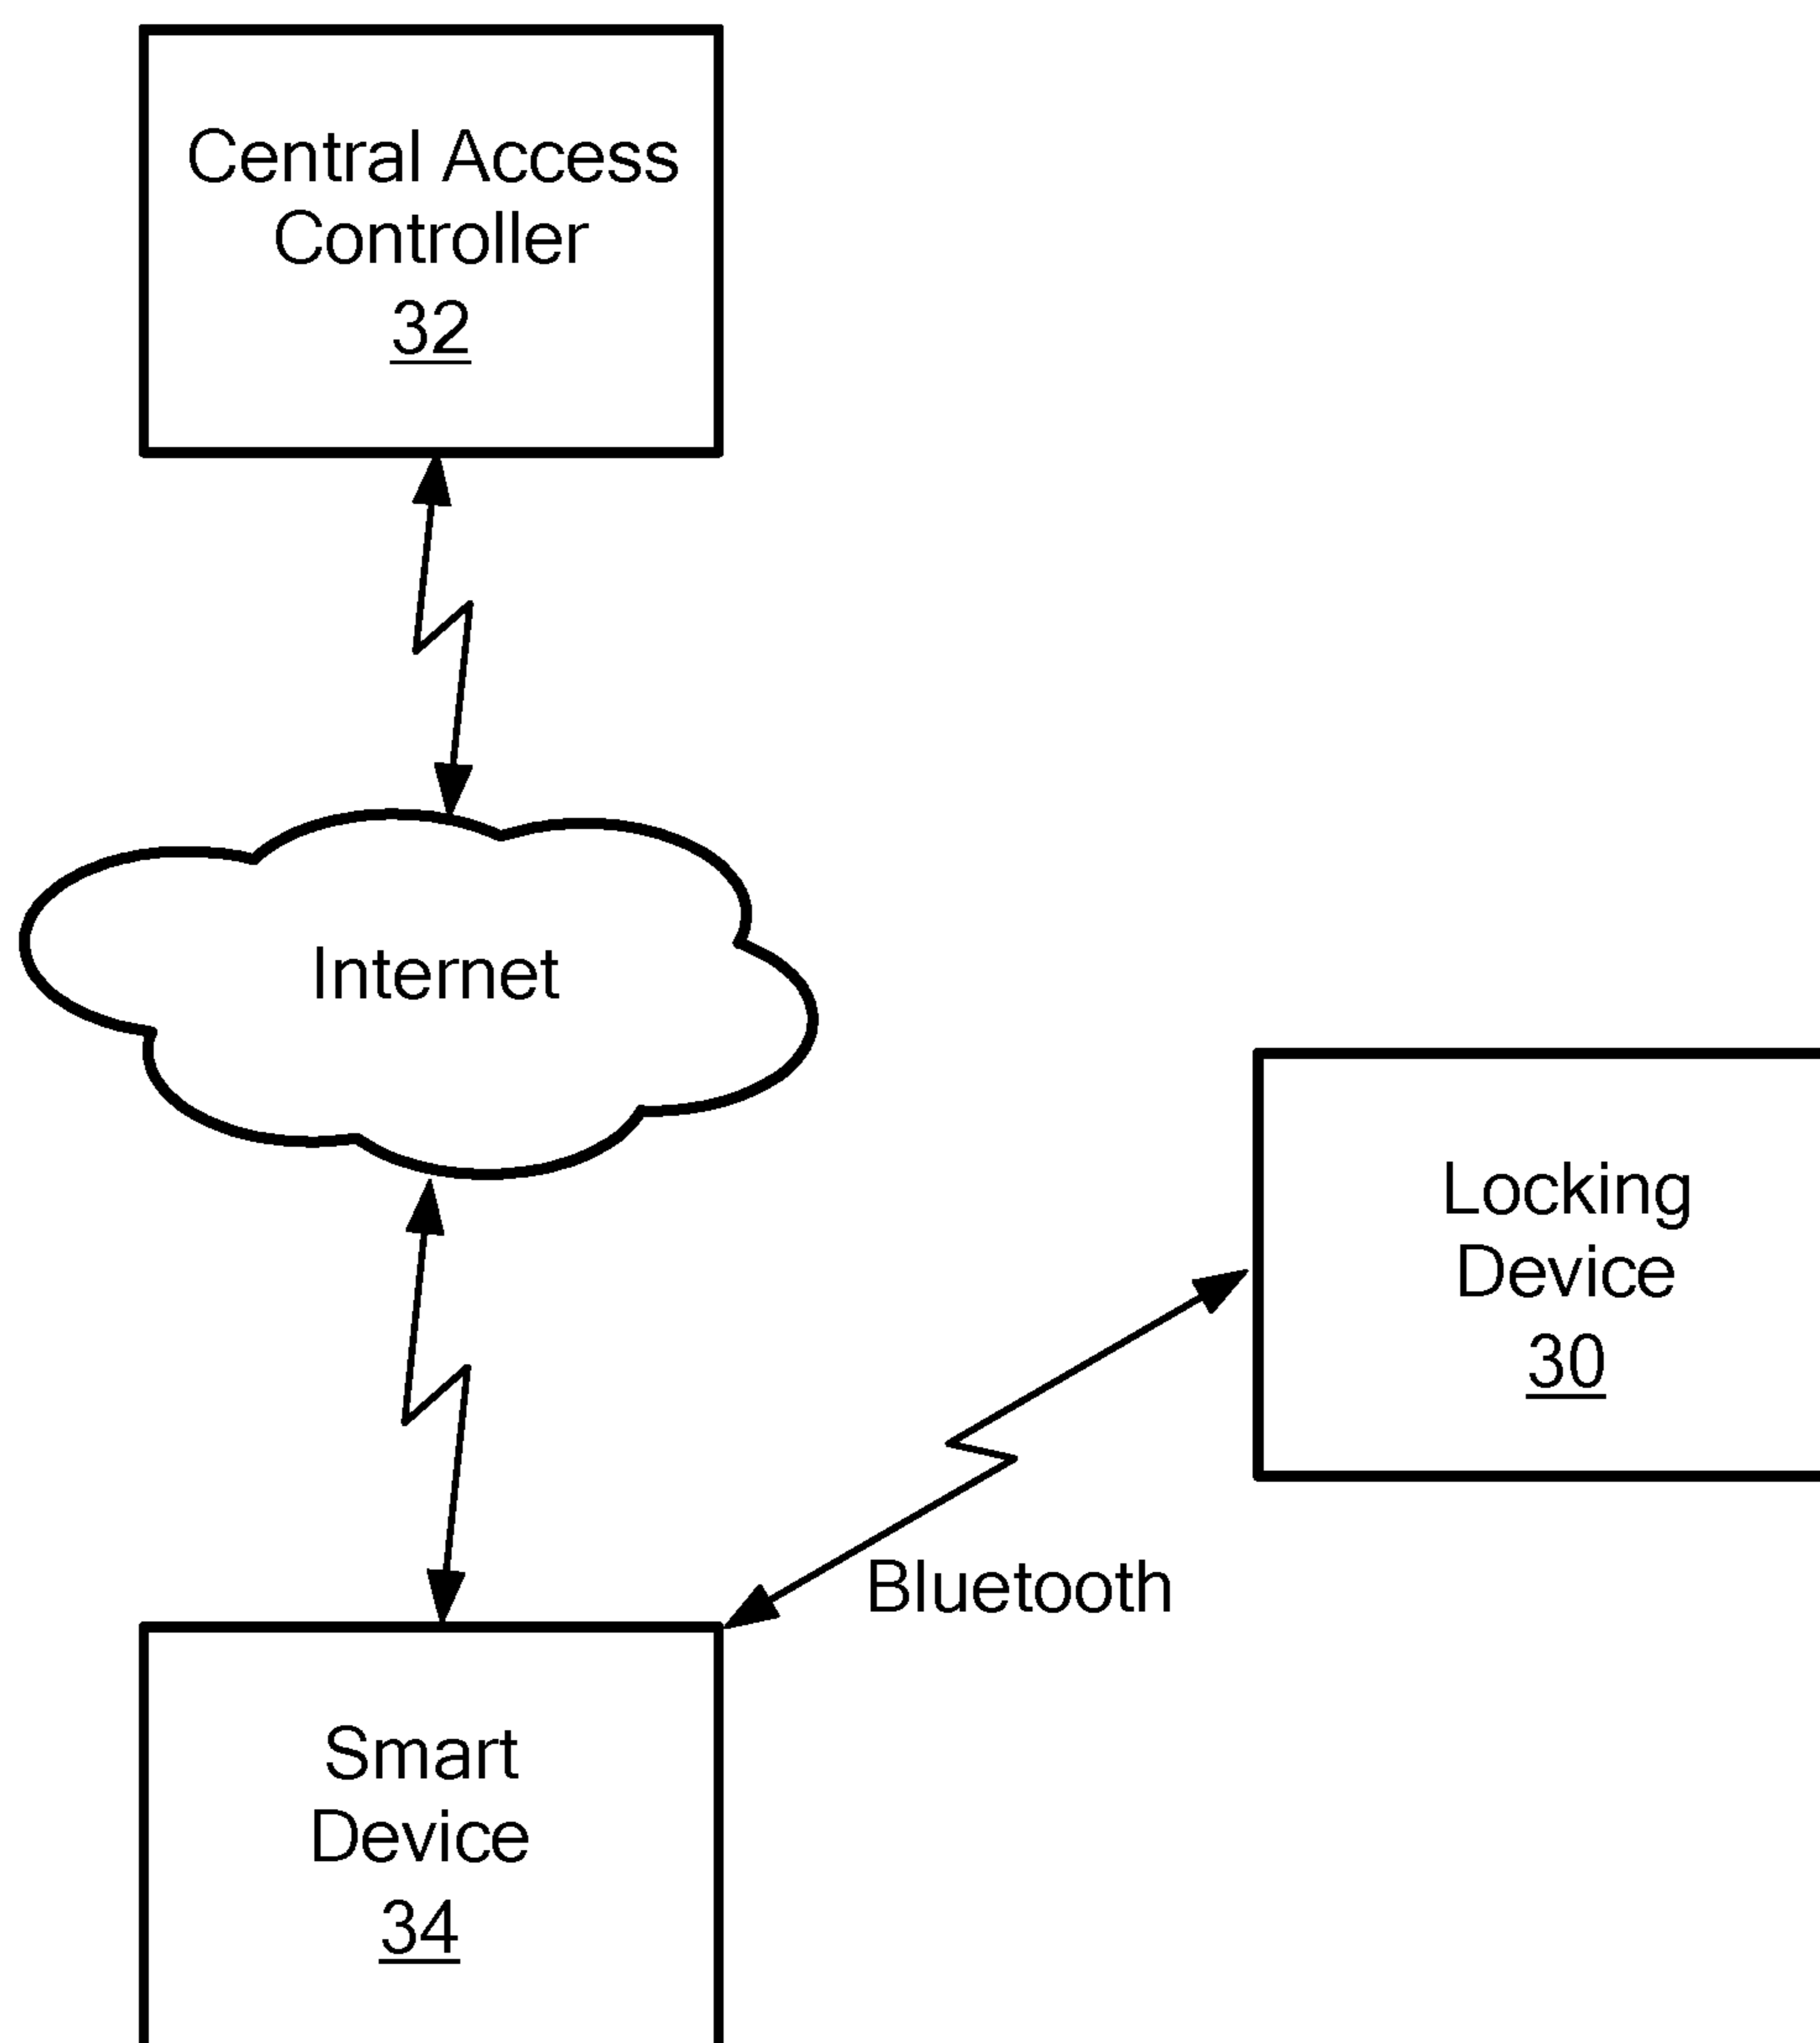 Central Access
Controller
32
Internet
Locking
Device
30
Bluetooth
Smart
Device
34